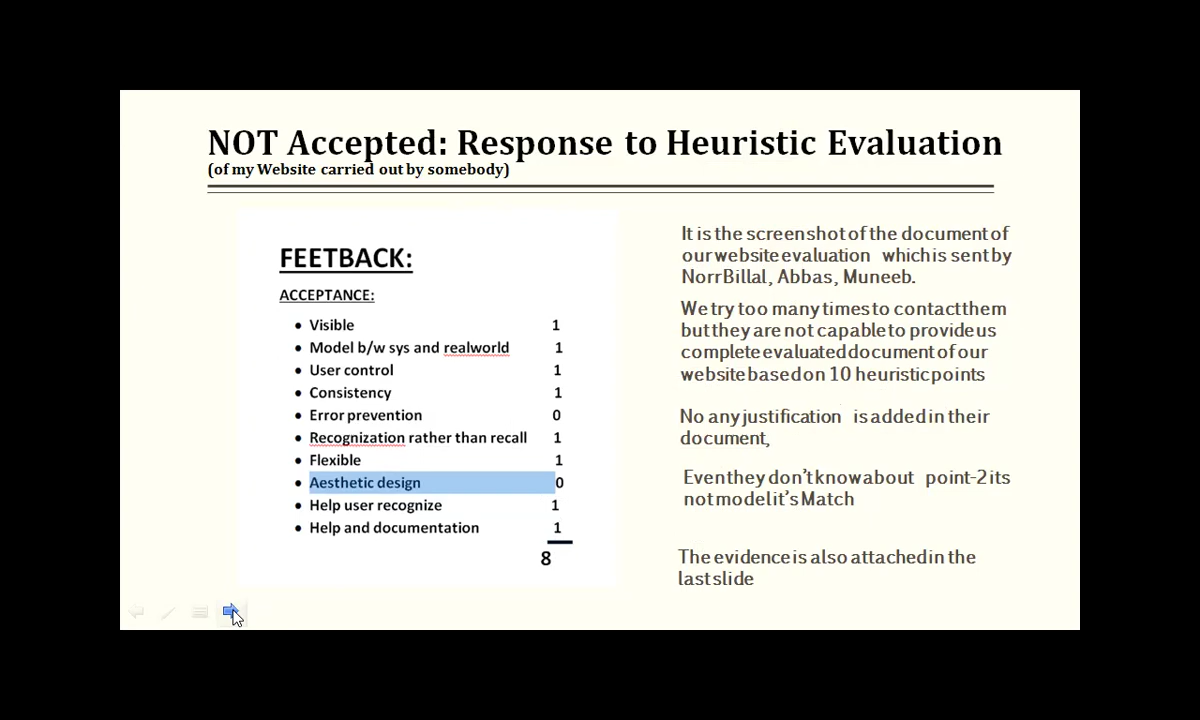 NOT Accepted: Response to Heuristic Evaluation
(of my Website carried out by somebody)
FEETBACK:
ACCEPTANCE:
• Visible 1
• Model b/w sys and realworld 1
• User control 1
• Consistency 1
• Error prevention 0
• Recognization rather than recall 1
• Flexible 1
• Aesthetic design 0
• Help user recognize 1
• Help and documentation 1
8
It is the screenshot of the document of
our website evaluation which is sent by
Norr Billal, Abbas, Muneeb.
We try too many times to contact them
but they are not capable to provide us
complete evaluated document of our
website based on 10 heuristic points
No any justification is added in their
document,
Even they don't know about point-2 its
not model it's Match
The evidence is also attached in the
last slide